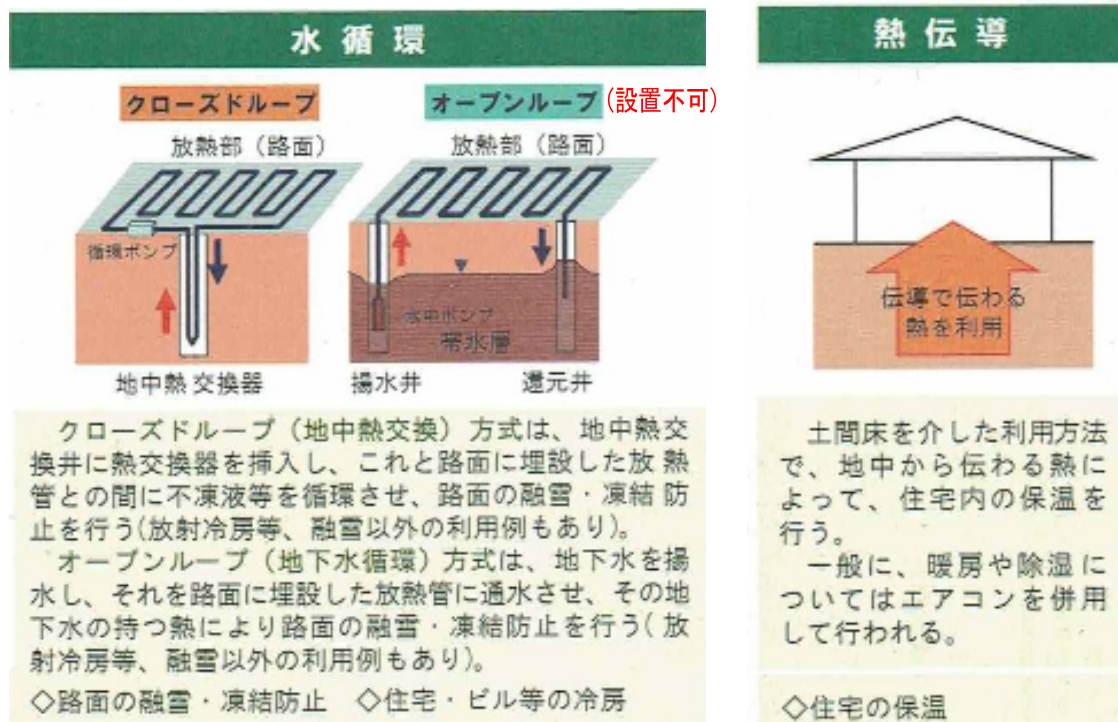 水循環
クローズドループ
オープンループ(設置不可)
放熱部(路面)
放熱部(路面)
循環ポンプ
水中ポンプ
帯水層
地中熱交換器
揚水井
還元井
クローズドループ(地中熱交換)方式は、地中熱交
換井に熱交換器を挿入し、これと路面に埋設した放熱
管との間に不凍液等を循環させ、路面の融雪・凍結防
止を行う(放射冷房等、融雪以外の利用例もあり)。
オープンループ(地下水循環)方式は、地下水を揚
水し、それを路面に埋設した放熱管に通水させ、その地
下水の持つ熱により路面の融雪・凍結防止を行う(放
射冷房等、融雪以外の利用例もあり)。
◇路面の融雪・凍結防止 ◇住宅・ビル等の冷房
熱伝導
伝導で伝わる
熱を利用
土間床を介した利用方法
で、地中から伝わる熱に
よって、住宅内の保温を
行う。
一般に、暖房や除湿に
ついてはエアコンを併用
して行われる。
◇住宅の保温